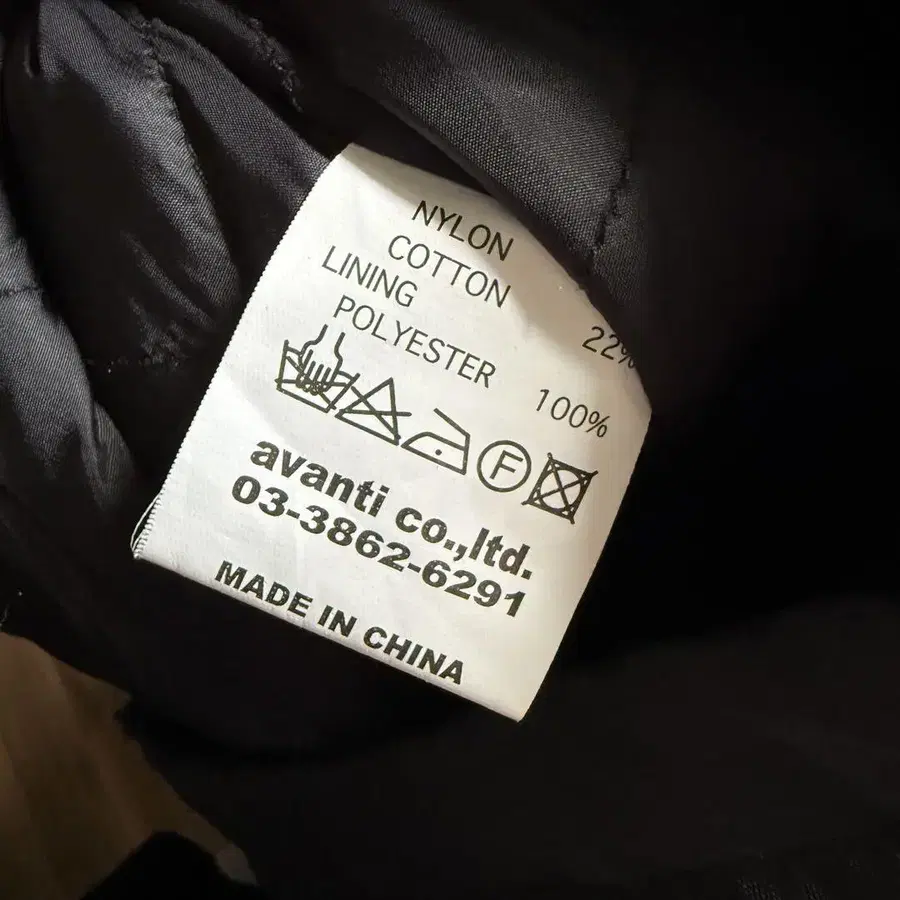 NYLON
COTTON 22%
LINING
POLYESTER 100%
F
avanti co.,ltd.
03-3862-6291
MADE IN CHINA